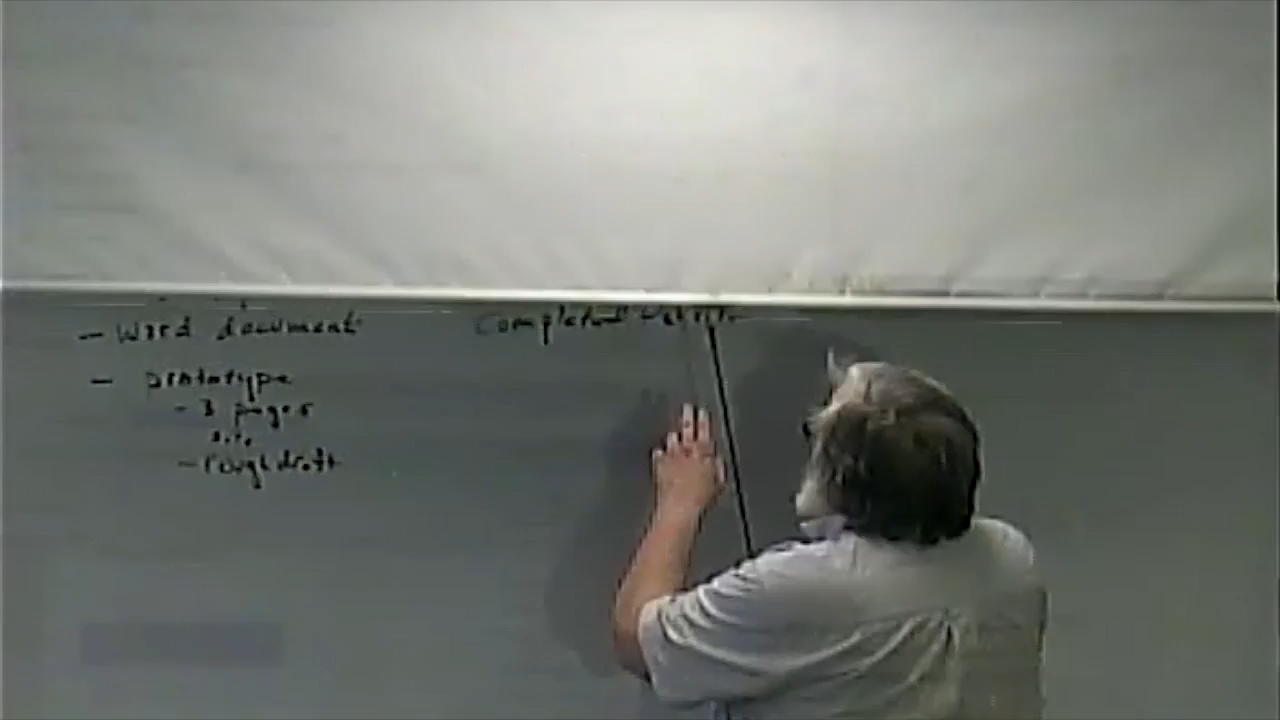 - Word document
- prototype
- 3 pages
- rough draft
Completed website